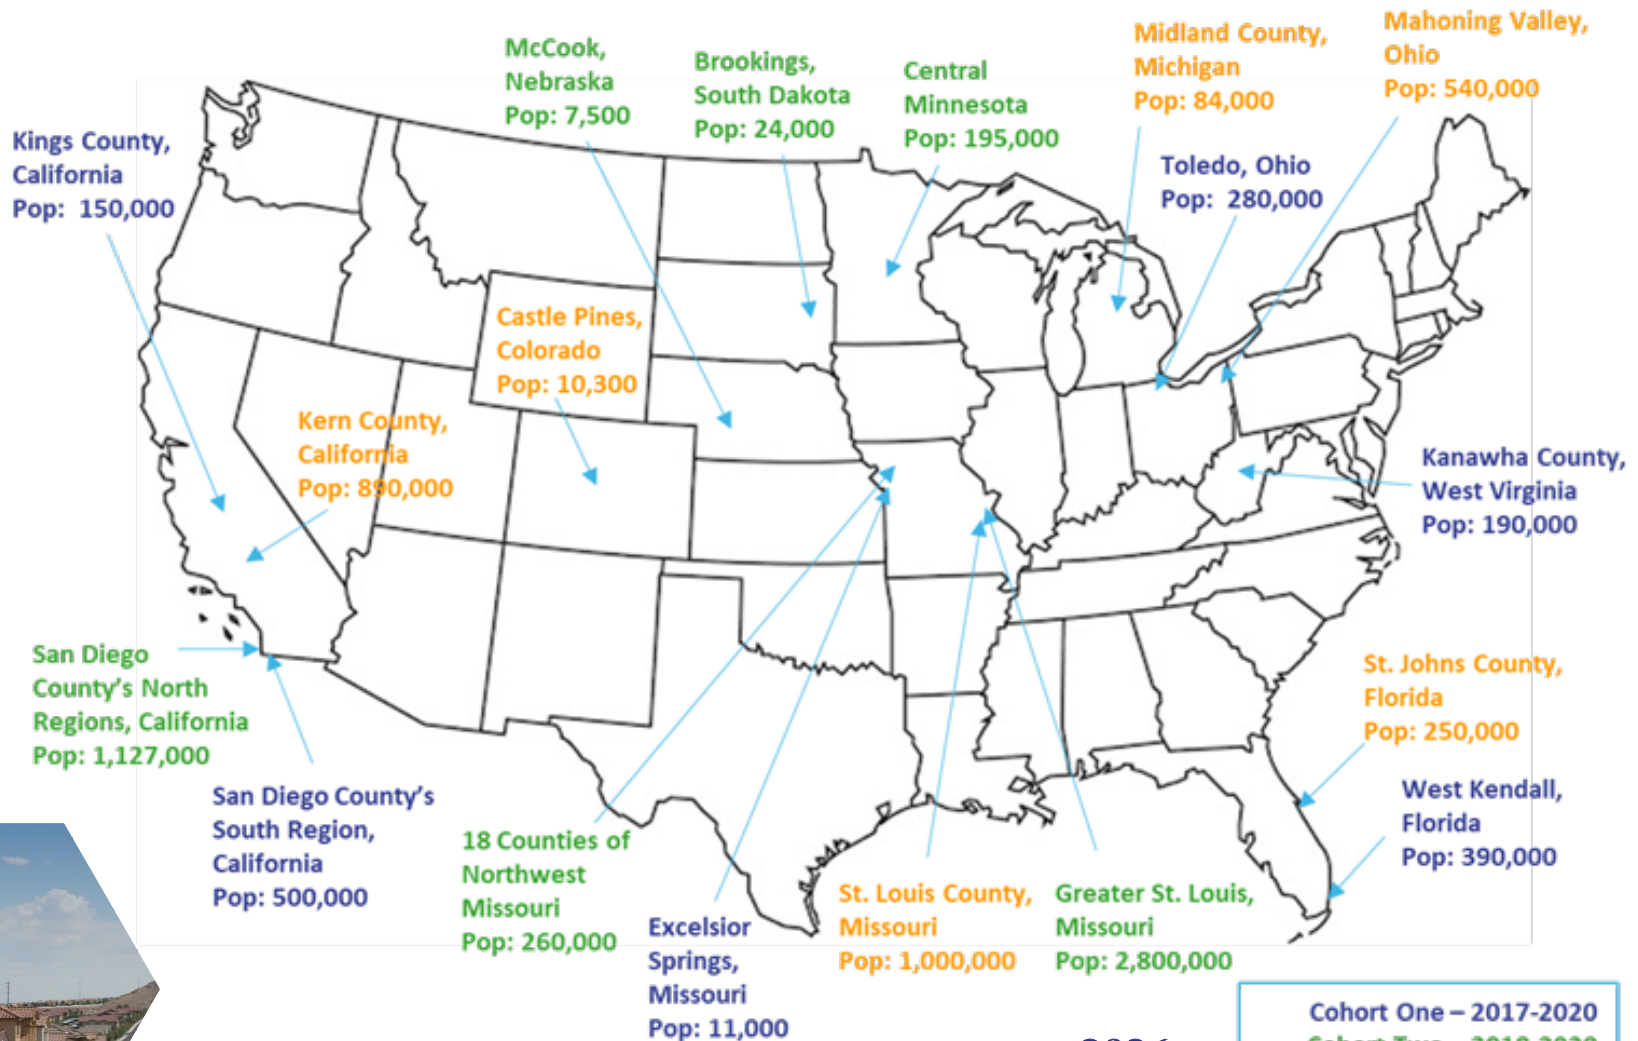 McCook,
Nebraska
Pop: 7,500
Brookings,
South Dakota
Pop: 24,000
Central
Minnesota
Pop: 195,000
Midland County,
Michigan
Pop: 84,000
Mahoning Valley,
Ohio
Pop: 540,000
Kings County,
California
Pop: 150,000
Toledo, Ohio
Pop: 280,000
Castle Pines,
Colorado
Pop: 10,300
Kern County,
California
Pop: 890,000
Kanawha County,
West Virginia
Pop: 190,000
San Diego
County's North
Regions, California
Pop: 1,127,000
St. Johns County,
Florida
Pop: 250,000
San Diego County's
South Region,
California
Pop: 500,000
West Kendall,
Florida
Pop: 390,000
18 Counties of
Northwest
Missouri
Pop: 260,000
Excelsior
Springs,
Missouri
Pop: 11,000
St. Louis County,
Missouri
Pop: 1,000,000
Greater St. Louis,
Missouri
Pop: 2,800,000
Cohort One – 2017-2020